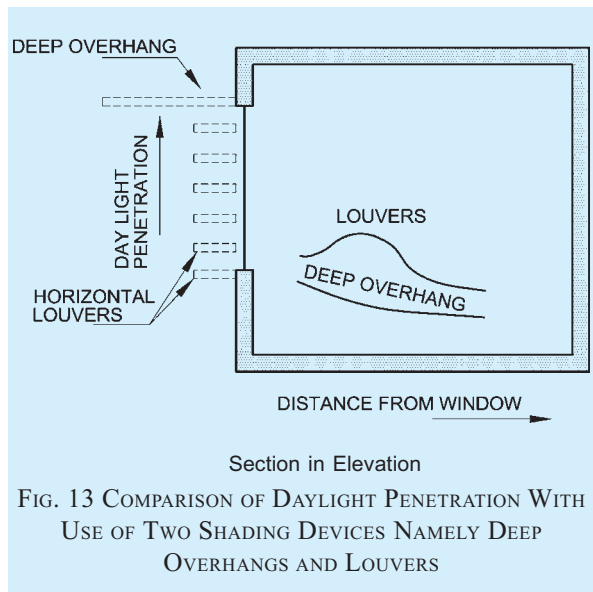 DEEP OVERHANG
DAY LIGHT
PENETRATION
HORIZONTAL
LOUVERS
LOUVERS
DEEP OVERHANG
DISTANCE FROM WINDOW
Section in Elevation
FIG. 13 COMPARISON OF DAYLIGHT PENETRATION WITH
USE OF TWO SHADING DEVICES NAMELY DEEP
OVERHANGS AND LOUVERS